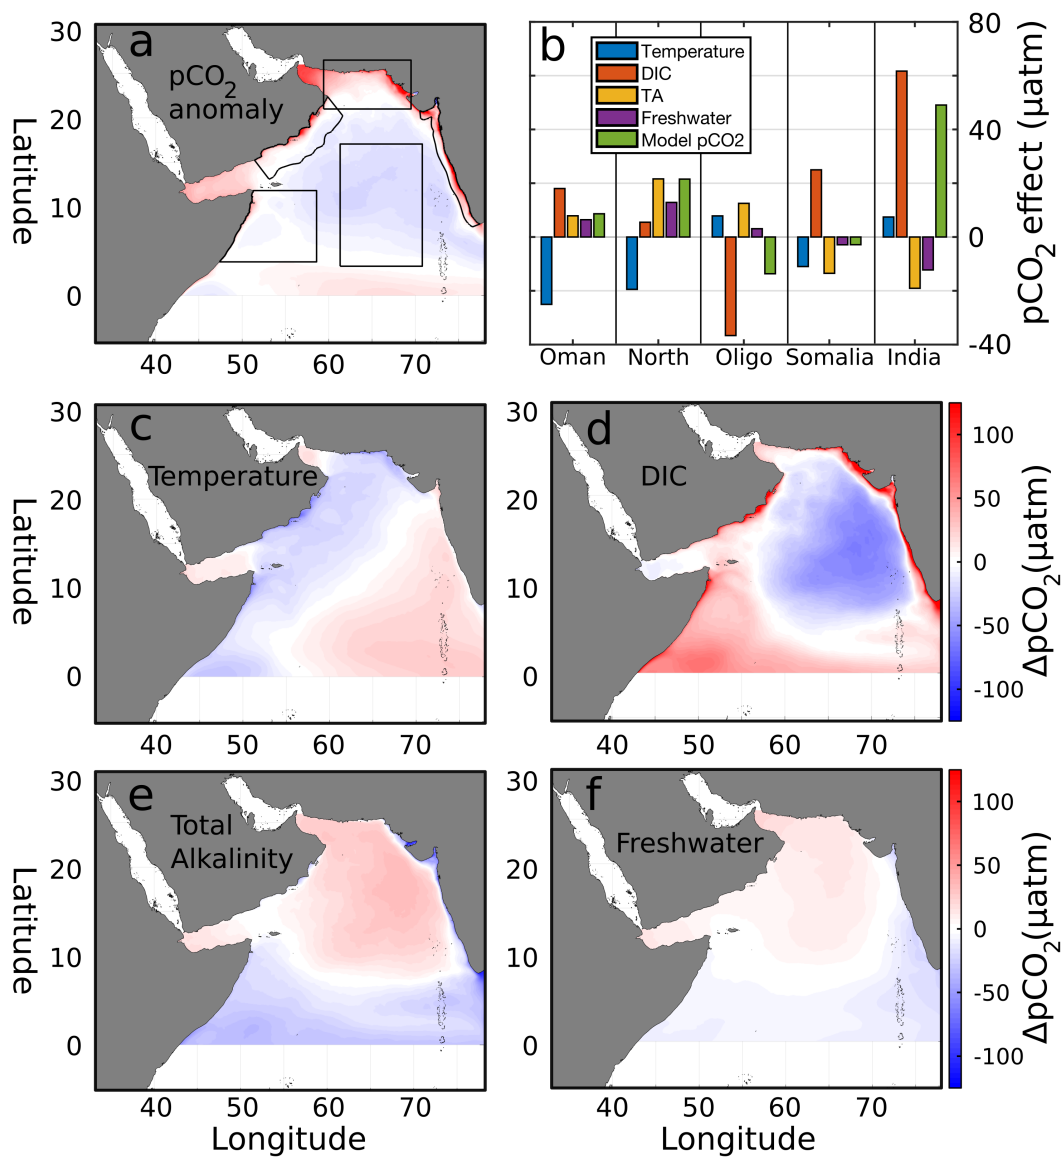 a
pCO2
anomaly
30
20
10
0
40
50
60
70
Latitude
b
Temperature
DIC
TA
Freshwater
Model pCO2
80
40
0
-40
pCO2 effect (µatm)
Oman
North
Oligo
Somalia
India
c
Temperature
30
20
10
0
40
50
60
70
Latitude
d
DIC
30
20
10
0
40
50
60
70
100
50
0
-50
-100
ΔpCO2(µatm)
e
Total
Alkalinity
30
20
10
0
40
50
60
70
Latitude
Longitude
f
Freshwater
30
20
10
0
40
50
60
70
Longitude
100
50
0
-50
-100
ΔpCO2(µatm)